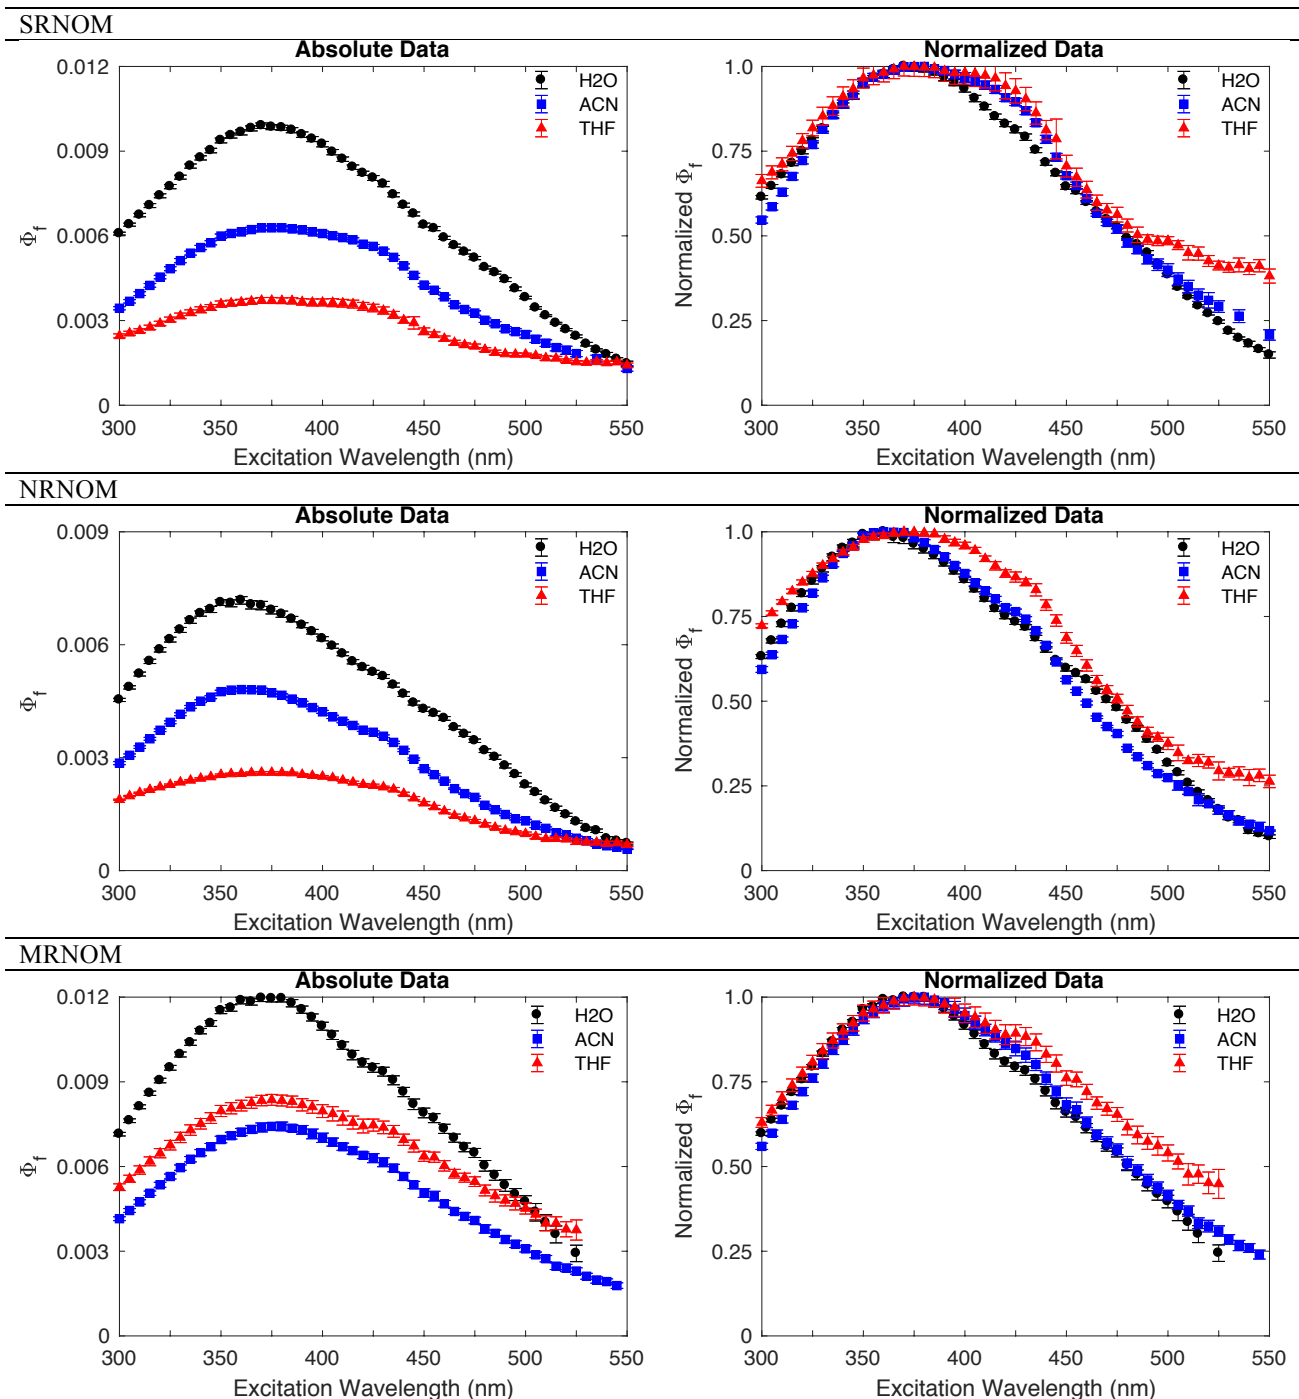 SRNOM
Absolute Data
0.012
0.009
0.006
0.003
0
Φf
H2O
ACN
THF
300 350 400 450 500 550
Excitation Wavelength (nm)
Normalized Data
1.0
0.75
0.50
0.25
0
Normalized Φf
H2O
ACN
THF
300 350 400 450 500 550
Excitation Wavelength (nm)
NRNOM
Absolute Data
0.009
0.006
0.003
0
Φf
H2O
ACN
THF
300 350 400 450 500 550
Excitation Wavelength (nm)
Normalized Data
1.0
0.75
0.50
0.25
0
Normalized Φf
H2O
ACN
THF
300 350 400 450 500 550
Excitation Wavelength (nm)
MRNOM
Absolute Data
0.012
0.009
0.006
0.003
0
Φf
H2O
ACN
THF
300 350 400 450 500 550
Excitation Wavelength (nm)
Normalized Data
1.0
0.75
0.50
0.25
0
Normalized Φf
H2O
ACN
THF
300 350 400 450 500 550
Excitation Wavelength (nm)